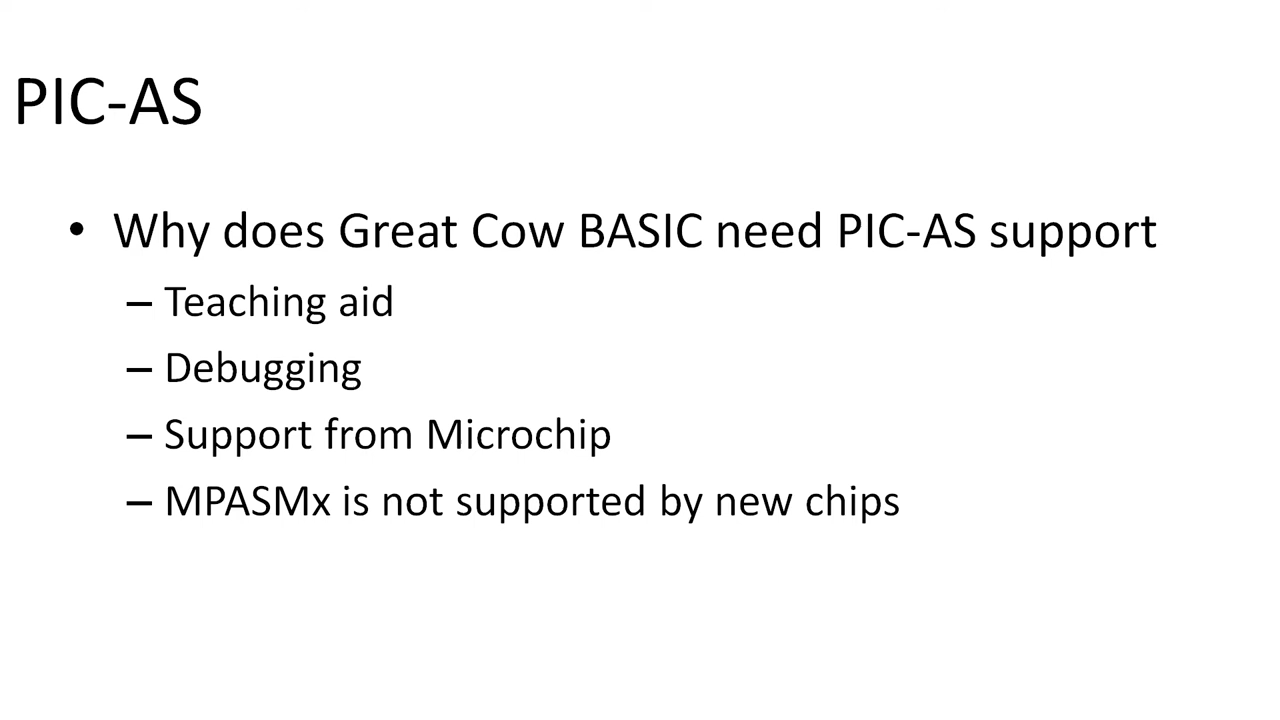 PIC-AS
• Why does Great Cow BASIC need PIC-AS support
– Teaching aid
– Debugging
– Support from Microchip
– MPASMx is not supported by new chips